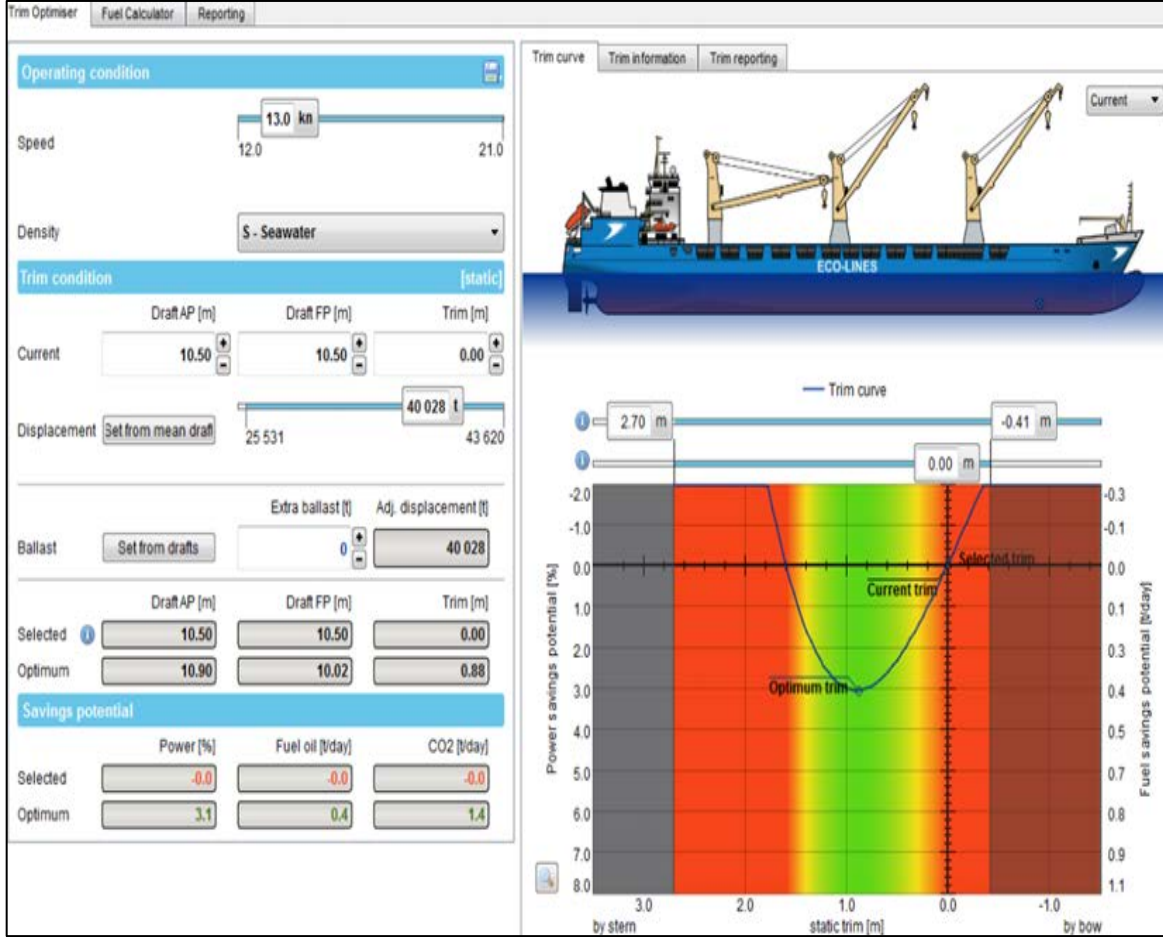 Trim Optimiser Fuel Calculator Reporting
Operating condition
Speed
13.0 kn
12.0 21.0
Density
S - Seawater
Trim condition [static]
Draft AP [m] Draft FP [m] Trim [m]
Current 10.50 10.50 0.00
Displacement Set from mean draft 40 028 t
25 531 43 620
Extra ballast [t] Adj. displacement [t]
Ballast Set from drafts 0 40 028
Draft AP [m] Draft FP [m] Trim [m]
Selected 10.50 10.50 0.00
Optimum 10.90 10.02 0.88
Savings potential
Power [%] Fuel oil [t/day] CO2 [t/day]
Selected -0.0 -0.0 -0.0
Optimum 3.1 0.4 1.4
Trim curve Trim information Trim reporting
Current
ECO-LINES
Trim curve
2.70 m -0.41 m
0.00 m
Power savings potential [%]
-2.0
-1.0
0.0
1.0
2.0
3.0
4.0
5.0
6.0
7.0
8.0
Selected trim
Current trim
Optimum trim
-0.3
-0.1
0.0
0.1
0.3
0.4
0.5
0.7
0.8
0.9
1.1
Fuel savings potential [t/day]
3.0 2.0 1.0 0.0 -1.0
by stern static trim [m] by bow